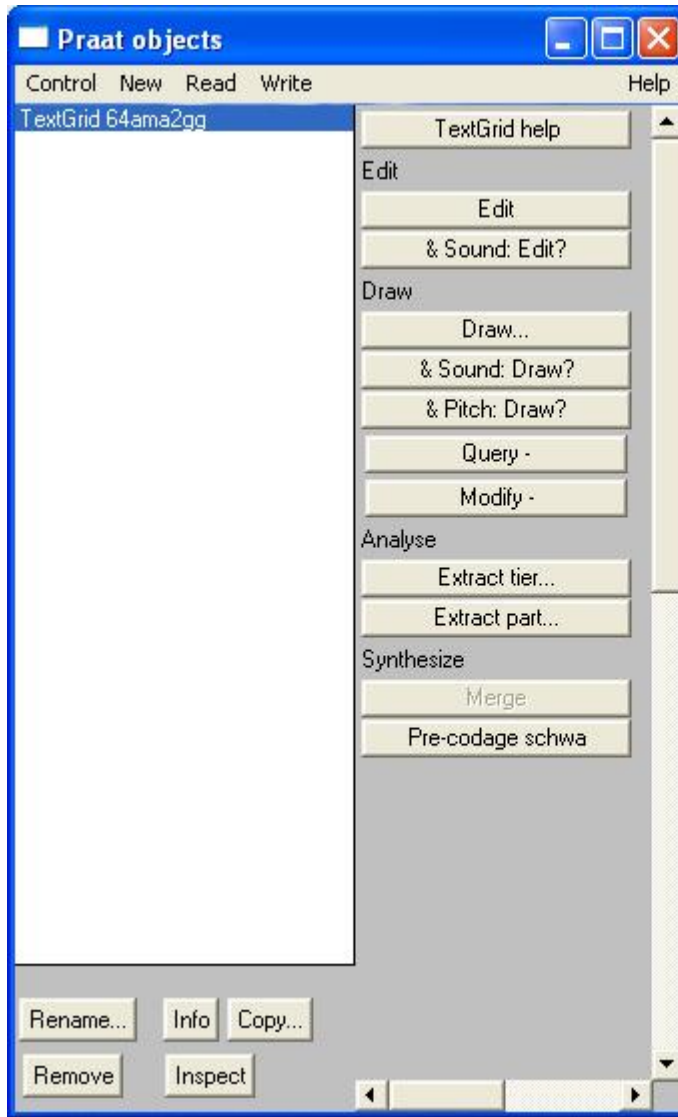 Praat objects
Control New Read Write Help
TextGrid 64ama2gg
TextGrid help
Edit
Edit
& Sound: Edit?
Draw
Draw...
& Sound: Draw?
& Pitch: Draw?
Query -
Modify -
Analyse
Extract tier...
Extract part...
Synthesize
Merge
Pre-codage schwa
Rename... Info Copy...
Remove Inspect